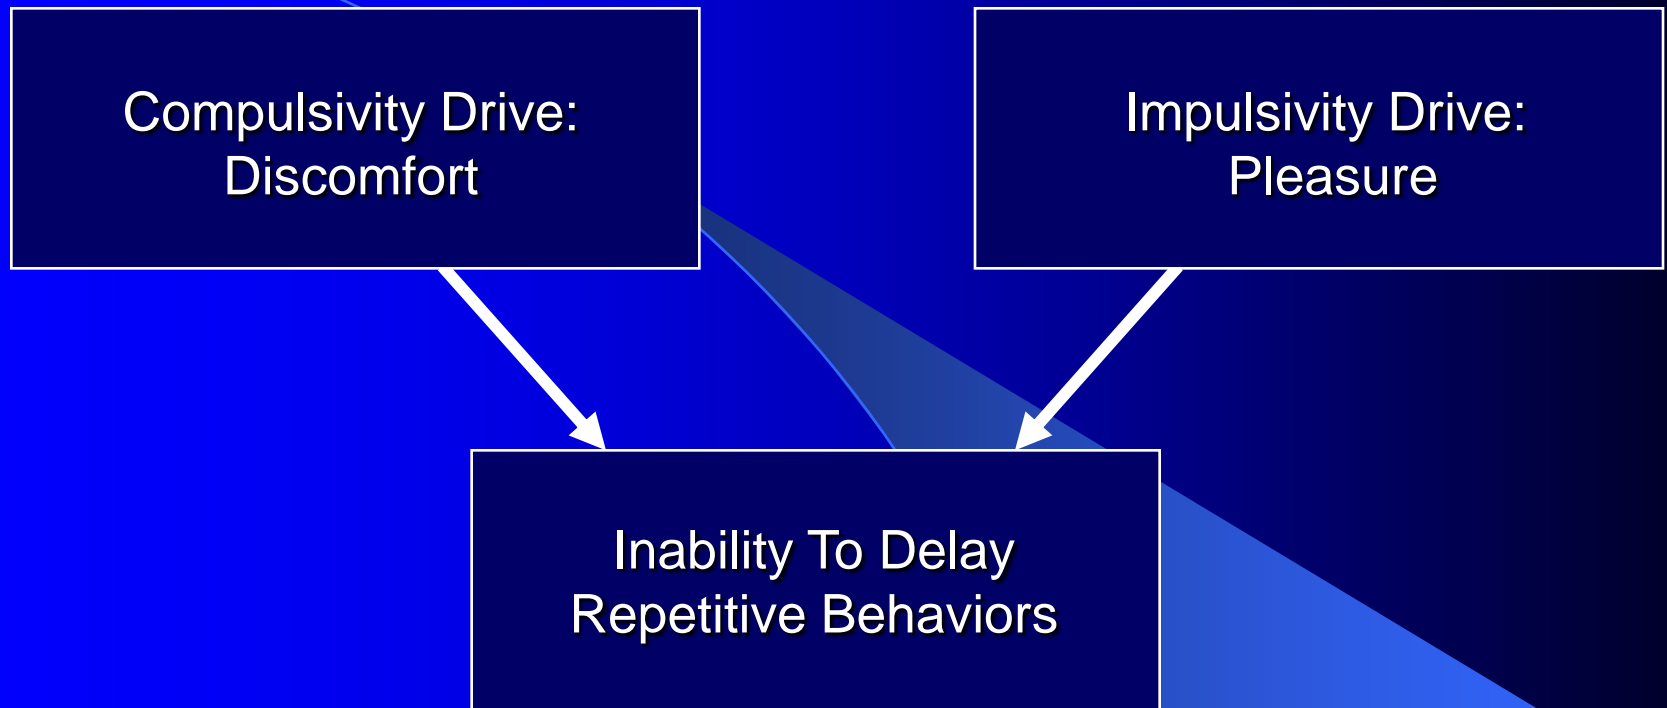 Compulsivity Drive:
Discomfort
Impulsivity Drive:
Pleasure
Inability To Delay
Repetitive Behaviors